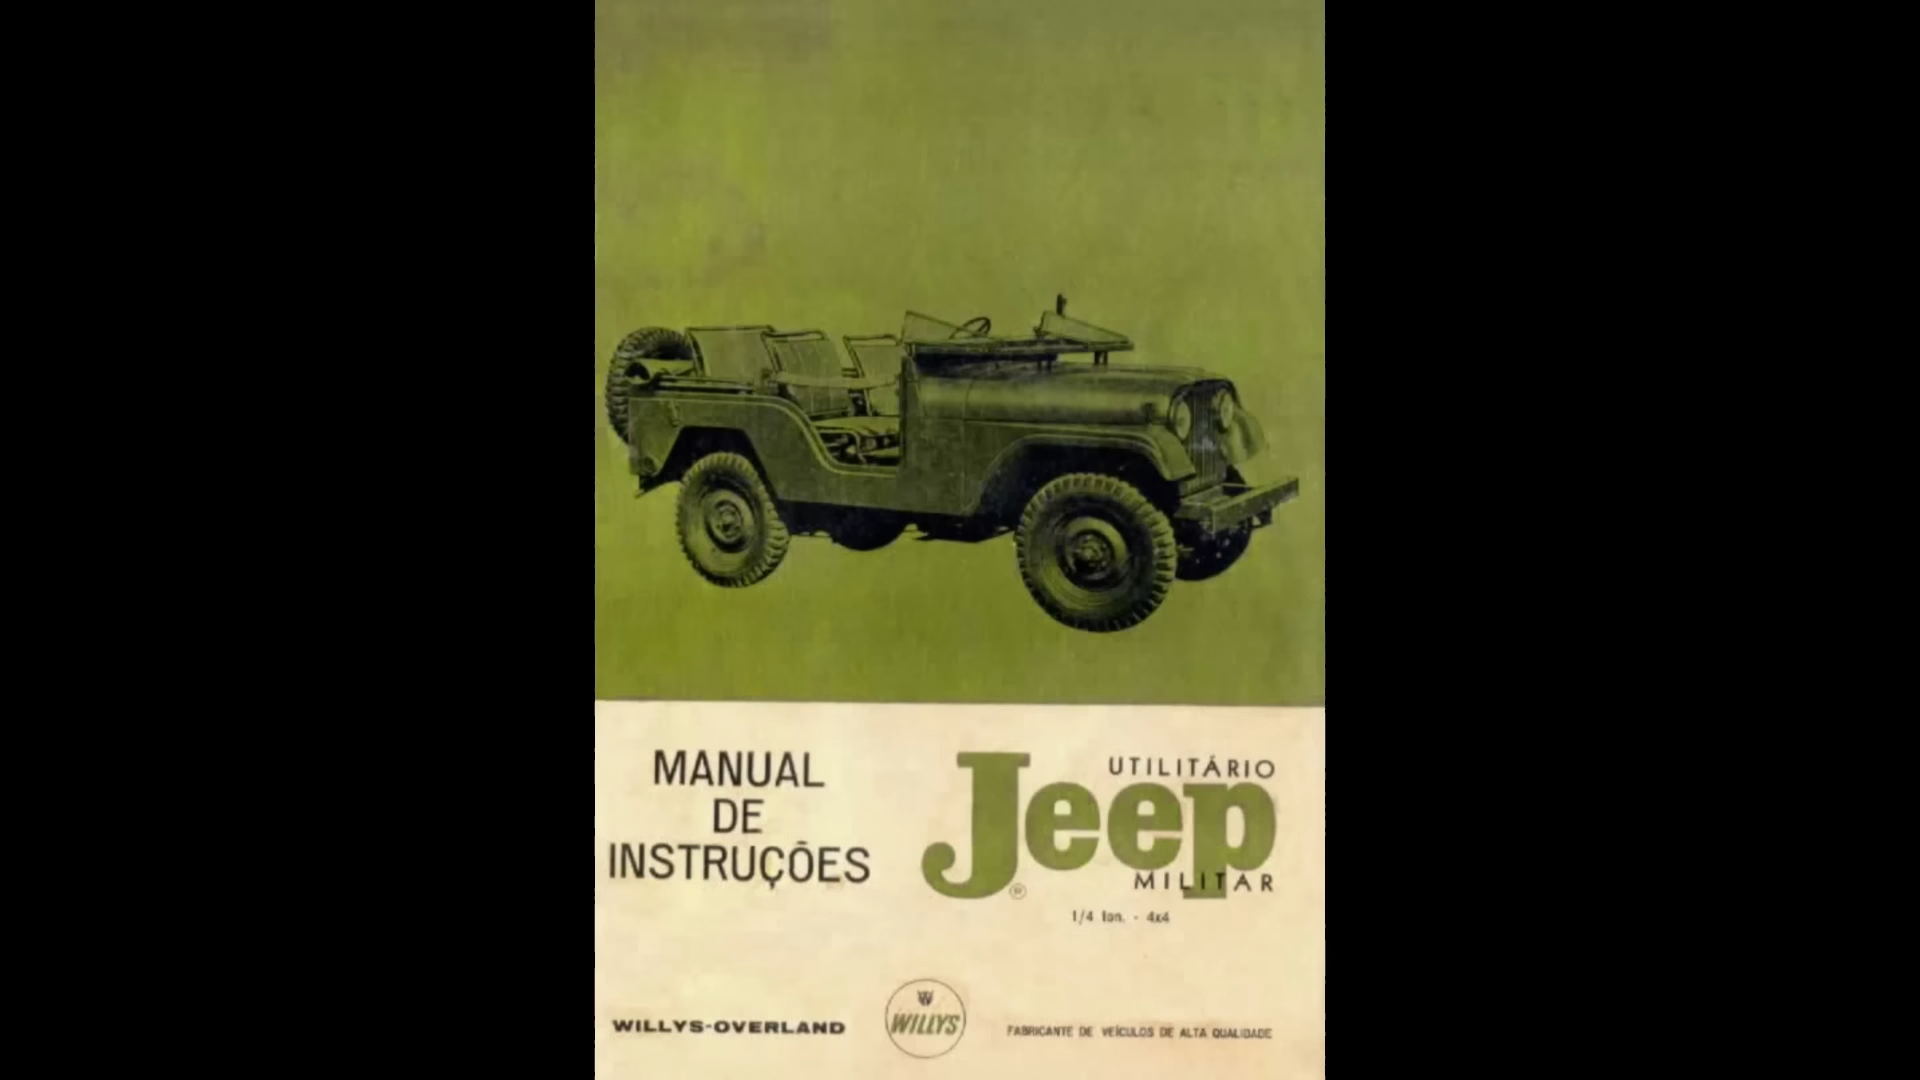 MANUAL
DE
INSTRUÇÕES
UTILITÁRIO
Jeep
®
MILITAR
1/4 ton. - 4x4
WILLYS-OVERLAND
W
WILLYS
FABRICANTE DE VEÍCULOS DE ALTA QUALIDADE